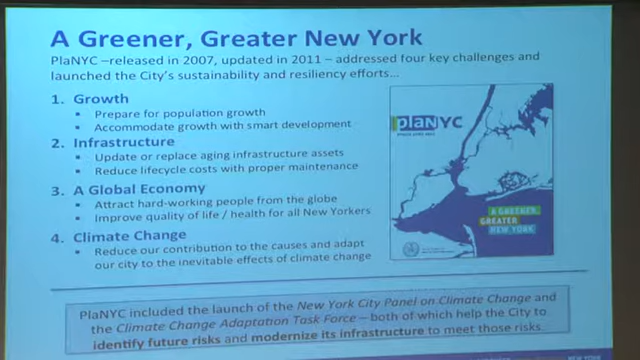 A Greener, Greater New York
PlaNYC –released in 2007, updated in 2011 – addressed four key challenges and
launched the City's sustainability and resiliency efforts...
1. Growth
▪ Prepare for population growth
▪ Accommodate growth with smart development
2. Infrastructure
▪ Update or replace aging infrastructure assets
▪ Reduce lifecycle costs with proper maintenance
3. A Global Economy
▪ Attract hard-working people from the globe
▪ Improve quality of life / health for all New Yorkers
4. Climate Change
▪ Reduce our contribution to the causes and adapt
our city to the inevitable effects of climate change
plaNYC
A GREENER,
GREATER
NEW YORK
PlaNYC included the launch of the New York City Panel on Climate Change and
the Climate Change Adaptation Task Force – both of which help the City to
identify future risks and modernize its infrastructure to meet those risks.
NEW YORK